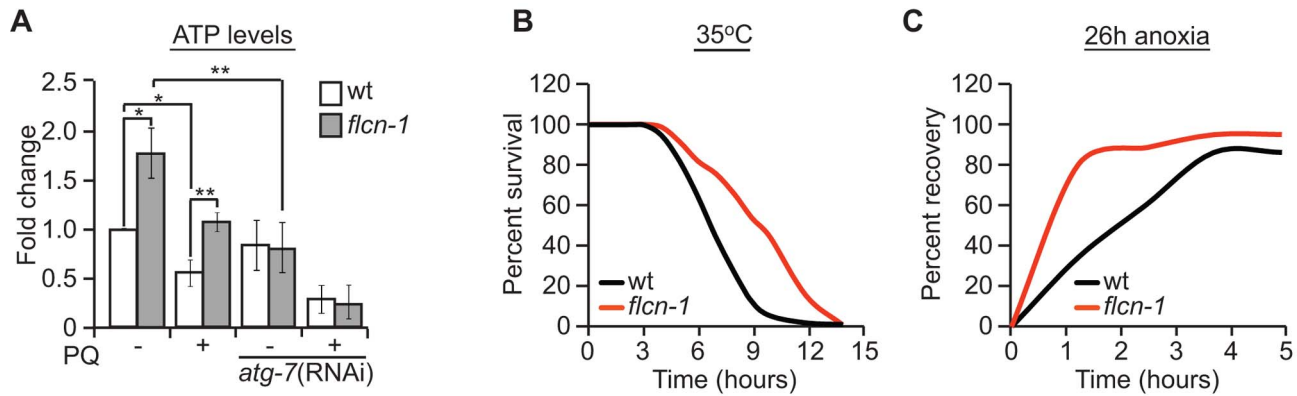 A
ATP levels
Fold change
2.5
2.0
1.5
1.0
0.5
0
wt
flcn-1
*
*
**
**
PQ - + - +
atg-7(RNAi)
B
35°C
Percent survival
120
100
80
60
40
20
0
wt
flcn-1
0 3 6 9 12 15
Time (hours)
C
26h anoxia
Percent recovery
120
100
80
60
40
20
0
wt
flcn-1
0 1 2 3 4 5
Time (hours)